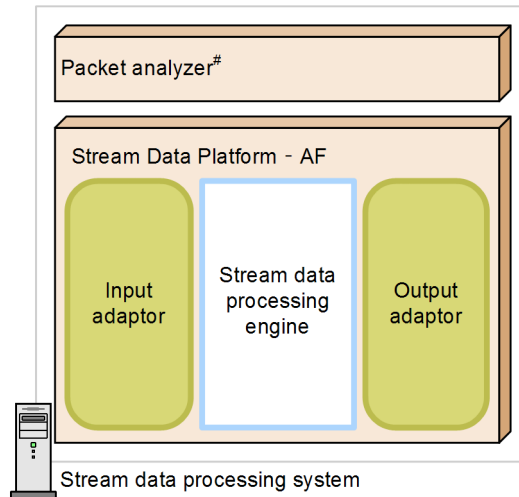 Packet analyzer#
Stream Data Platform - AF
Input
adaptor
Stream data
processing
engine
Output
adaptor
Stream data processing system